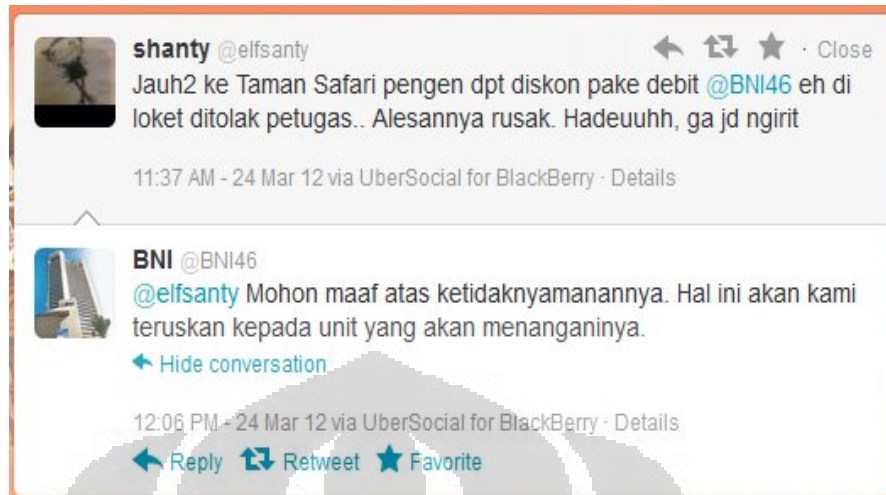 shanty @elfsanty · Close
Jauh2 ke Taman Safari pengen dpt diskon pake debit @BNI46 eh di
loket ditolak petugas.. Alesannya rusak. Hadeuuhh, ga jd ngirit
11:37 AM - 24 Mar 12 via UberSocial for BlackBerry · Details
BNI @BNI46
@elfsanty Mohon maaf atas ketidaknyamanannya. Hal ini akan kami
teruskan kepada unit yang akan menanganinya.
Hide conversation
12:06 PM - 24 Mar 12 via UberSocial for BlackBerry · Details
Reply Retweet Favorite